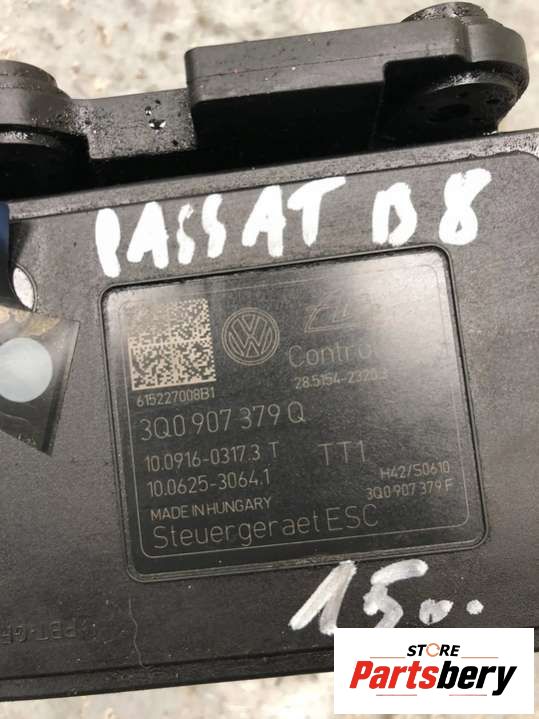 PASSAT B8
Contro
28.5154-2320.3
615227008B1
3Q0 907 379 Q
10.0916-0317.3 T
TT1
10.0625-3064.1
H42/S0610
3Q0 907 379 F
MADE IN HUNGARY
Steuergeraet ESC
15..
STORE
Partsbery